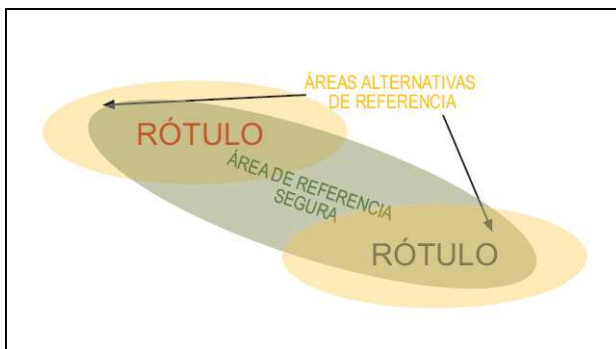 ÁREAS ALTERNATIVAS
DE REFERENCIA
RÓTULO
ÁREA DE REFERENCIA
SEGURA
RÓTULO